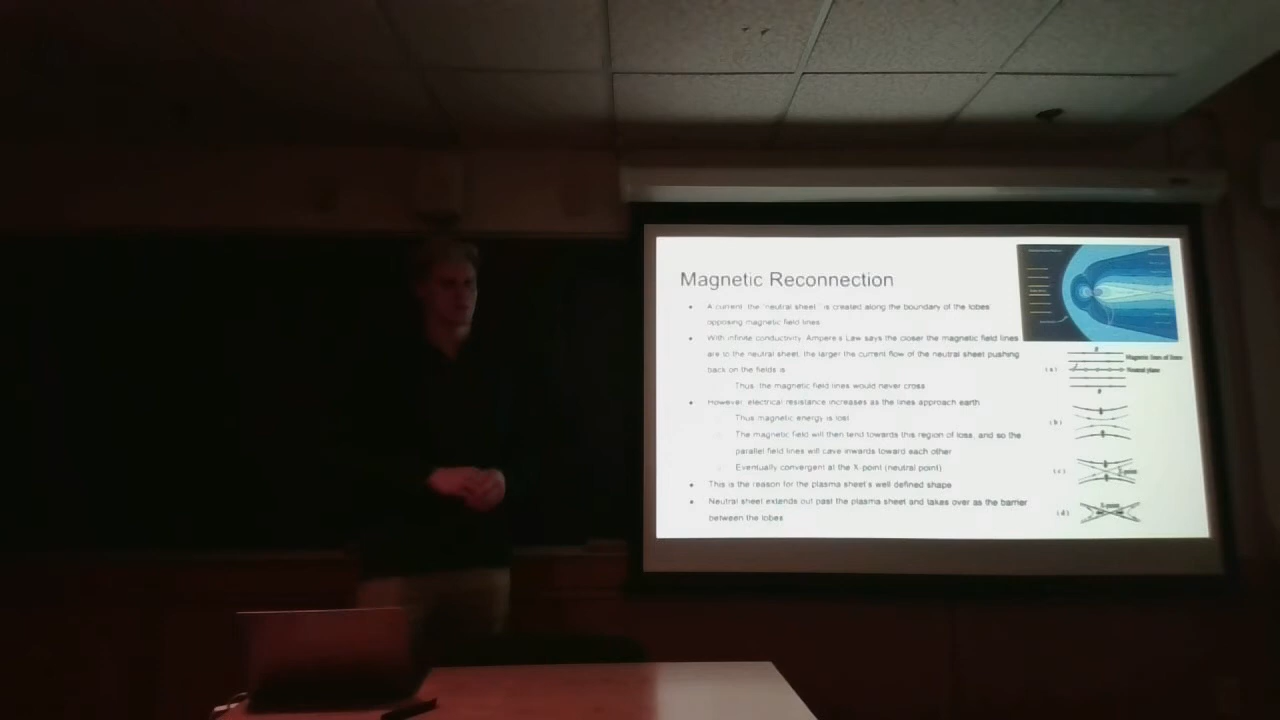 Magnetic Reconnection
A current, the "neutral sheet," is created along the boundary of the lobes'
opposing magnetic field lines
With infinite conductivity, Ampere's Law says the closer the magnetic field lines
are to the neutral sheet, the larger the current flow of the neutral sheet pushing
back on the fields is
Thus, the magnetic field lines would never cross
However, electrical resistance increases as the lines approach earth
Thus magnetic energy is lost
The magnetic field will then tend towards this region of loss, and so the
parallel field lines will cave inwards toward each other
Eventually convergent at the X-point (neutral point)
This is the reason for the plasma sheet's well defined shape
Neutral sheet extends out past the plasma sheet and takes over as the barrier
between the lobes
B
Magnetic lines of force
(a)
Neutral plane
B
(b)
(c)
X-point
X-point
(d)